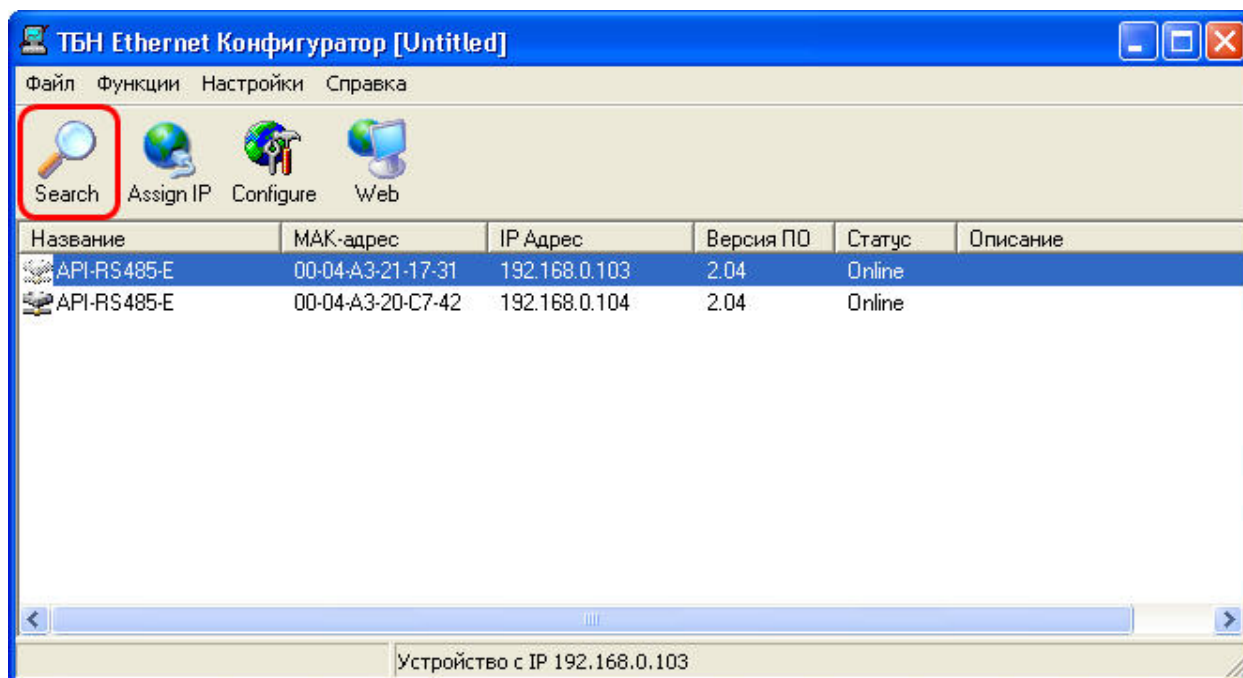 ТБН Ethernet Конфигуратор [Untitled]
Файл Функции Настройки Справка
Search Assign IP Configure Web
Название МАК-адрес IP Адрес Версия ПО Статус Описание
API-RS485-E 00-04-A3-21-17-31 192.168.0.103 2.04 Online
API-RS485-E 00-04-A3-20-C7-42 192.168.0.104 2.04 Online
Устройство с IP 192.168.0.103